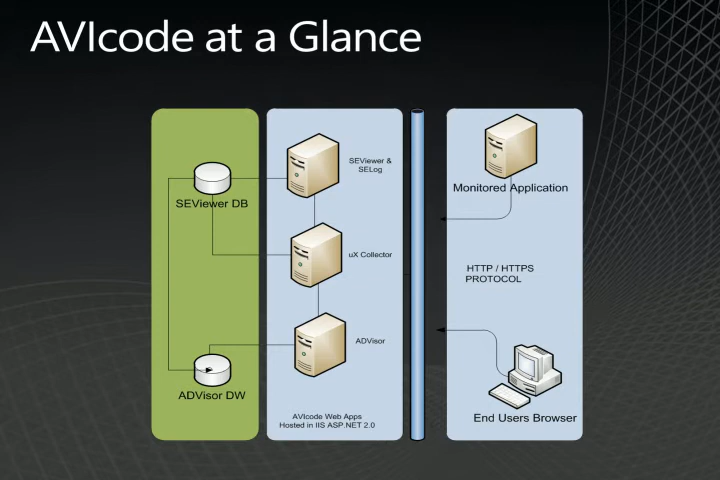 AVIcode at a Glance
SEViewer DB
ADVisor DW
SEViewer &
SELog
uX Collector
ADVisor
AVIcode Web Apps
Hosted in IIS ASP.NET 2.0
Monitored Application
HTTP / HTTPS
PROTOCOL
End Users Browser